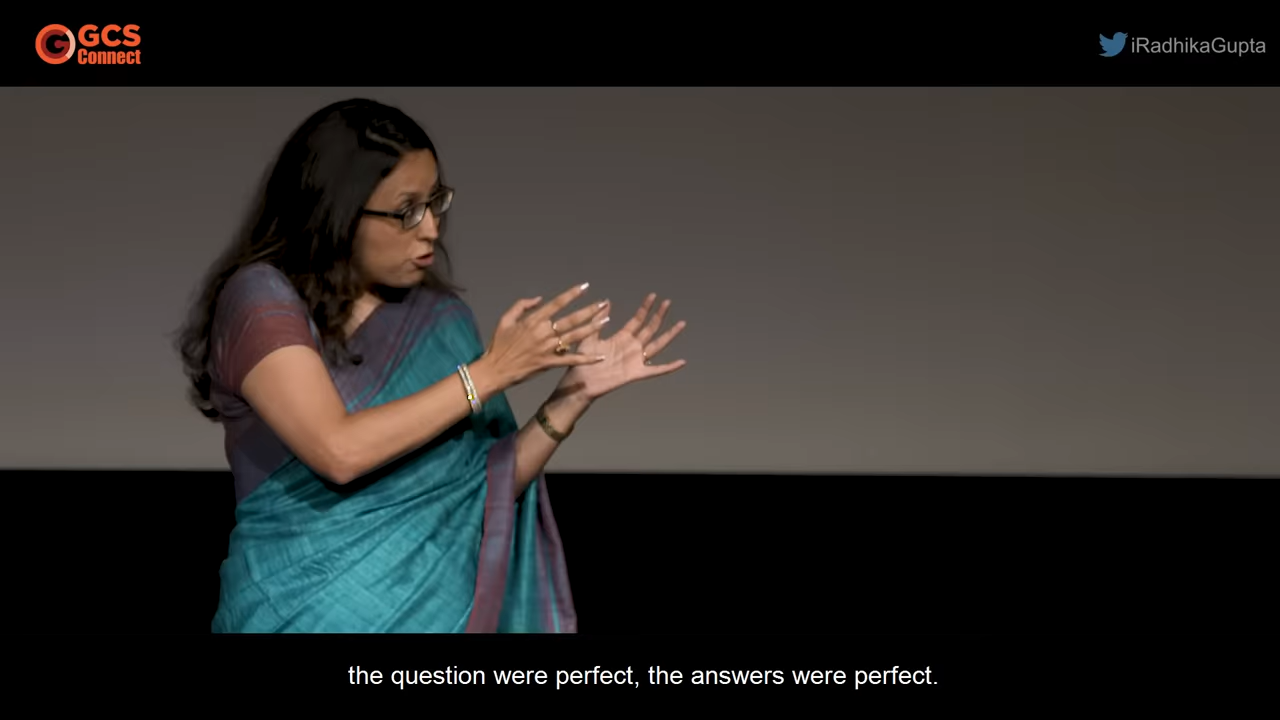 GCS
Connect
iRadhikaGupta
the question were perfect, the answers were perfect.